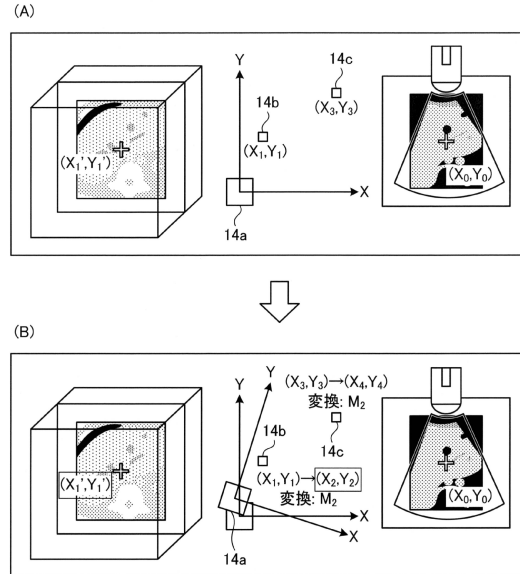 (A)
Y
14c
14b
(X₃,Y₃)
(X₁',Y₁')
(X₁,Y₁)
(X₀,Y₀)
X
14a
(B)
Y
Y
(X₃,Y₃)→(X₄,Y₄)
変換: M₂
14b
14c
(X₁',Y₁')
(X₁,Y₁)→(X₂,Y₂)
変換: M₂
(X₀,Y₀)
X
X
14a